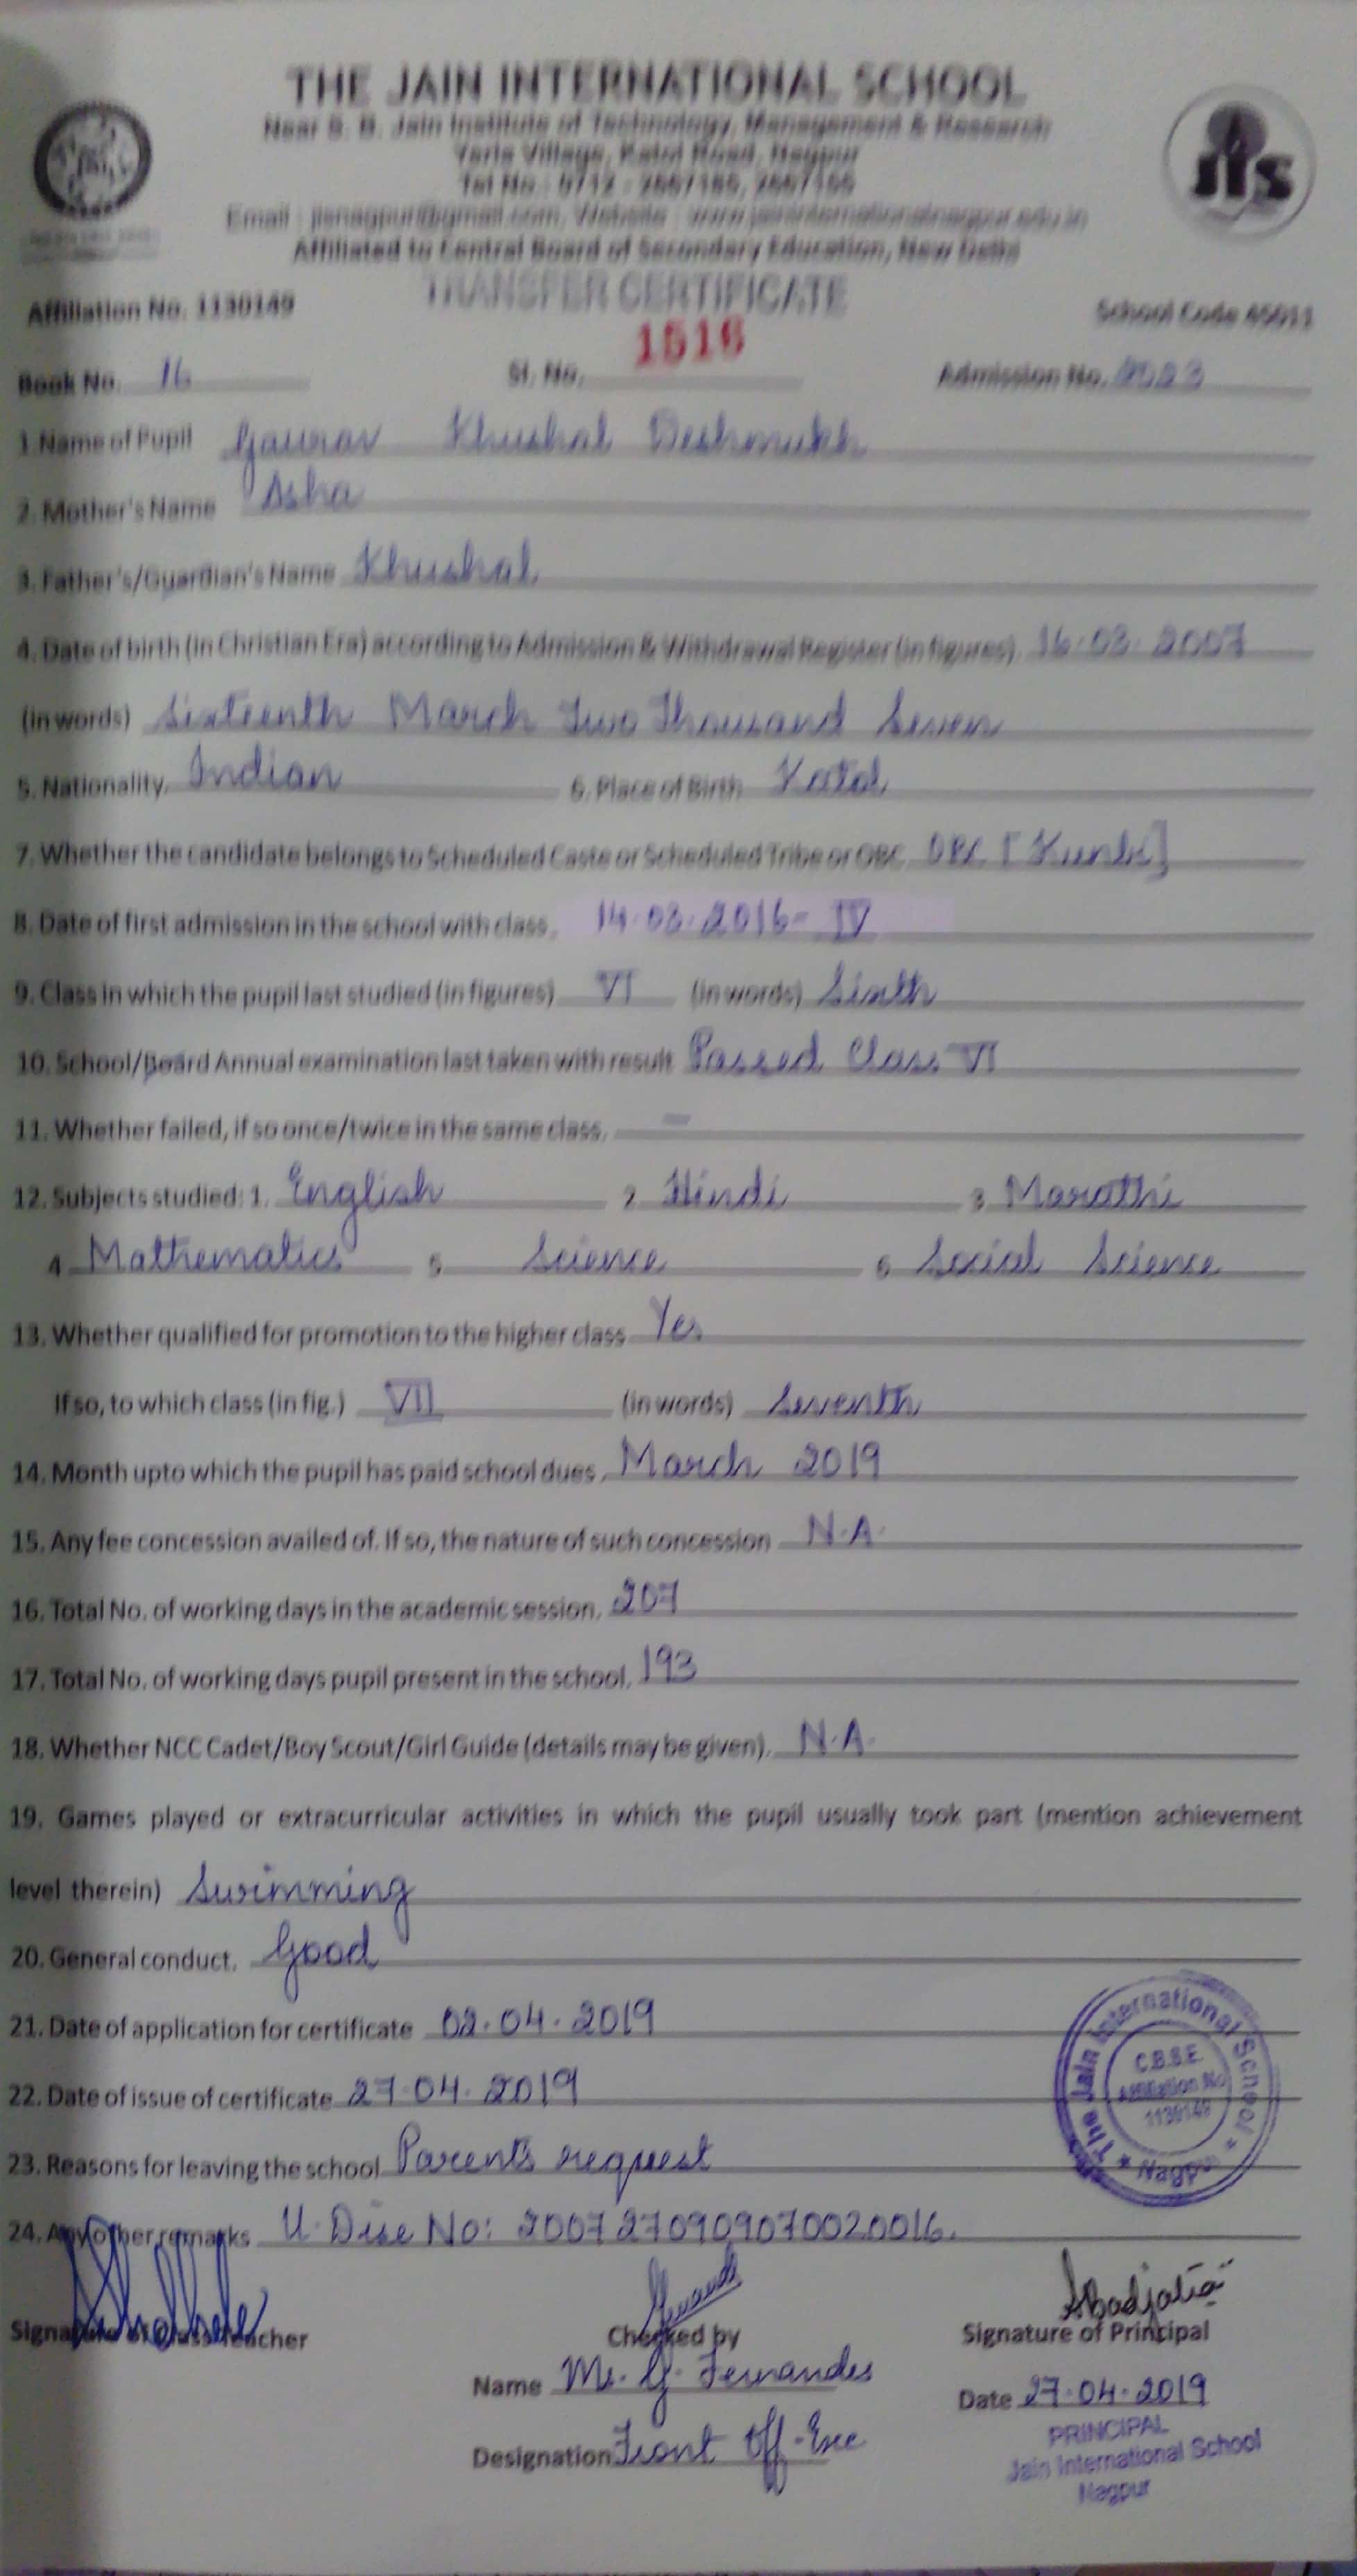 THE JAIN INTERNATIONAL SCHOOL
Near S. B. Jain Institute of Technology, Management & Research
Yerla Village, Katol Road, Nagpur
Tel No. : 0712 -
Affiliated to Central Board of Secondary Education, New Delhi
TRANSFER CERTIFICATE
Affiliation No. 1130149 School Code 45011
Book No. 16 Sl. No. 1516 Admission No.
1. Name of Pupil Gaurav Khushal Deshmukh
2. Mother's Name Asha
3. Father's/Guardian's Name Khushal
4. Date of birth (in Christian Era) according to Admission & Withdrawal Register (in figures) 16.03.2007
(in words) Sixteenth March Two Thousand Seven
5. Nationality. Indian 6. Place of Birth Katol
7. Whether the candidate belongs to Scheduled Caste or Scheduled Tribe or OBC OBC [Kunbi]
8. Date of first admission in the school with class. 14.03.2016- IV
9. Class in which the pupil last studied (in figures) VI (in words) Sixth
10. School/Board Annual examination last taken with result Passed Class VI
11. Whether failed, if so once/twice in the same class. -
12. Subjects studied: 1. English 2. Hindi 3. Marathi
4. Mathematics 5. Science 6. Social Science
13. Whether qualified for promotion to the higher class Yes
If so, to which class (in fig.) VII (in words) Seventh
14. Month upto which the pupil has paid school dues. March 2019
15. Any fee concession availed of. If so, the nature of such concession N.A.
16. Total No. of working days in the academic session. 207
17. Total No. of working days pupil present in the school. 193
18. Whether NCC Cadet/Boy Scout/Girl Guide (details may be given). N.A.
19. Games played or extracurricular activities in which the pupil usually took part (mention achievement
level therein) Swimming
20. General conduct. Good
21. Date of application for certificate 02.04.2019
22. Date of issue of certificate 27.04.2019
23. Reasons for leaving the school Parents request
24. Any other remarks U-Dise No: 2007270909070020016.
The Jain International School * Nagpur *
C.B.S.E.
Affiliation No
1130149
Signature of Class Teacher Checked by Signature of Principal
Name Ms. G. Fernandes Date 27.04.2019
Designation Front Off-Exe
PRINCIPAL
Jain International School
Nagpur